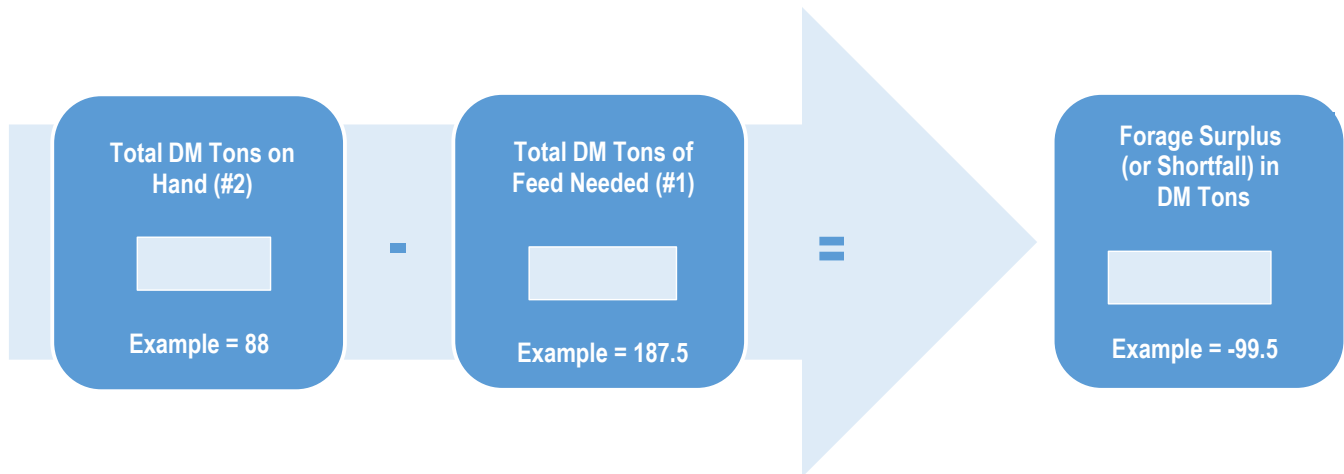 Total DM Tons on
Hand (#2)
Example = 88
-
Total DM Tons of
Feed Needed (#1)
Example = 187.5
=
Forage Surplus
(or Shortfall) in
DM Tons
Example = -99.5